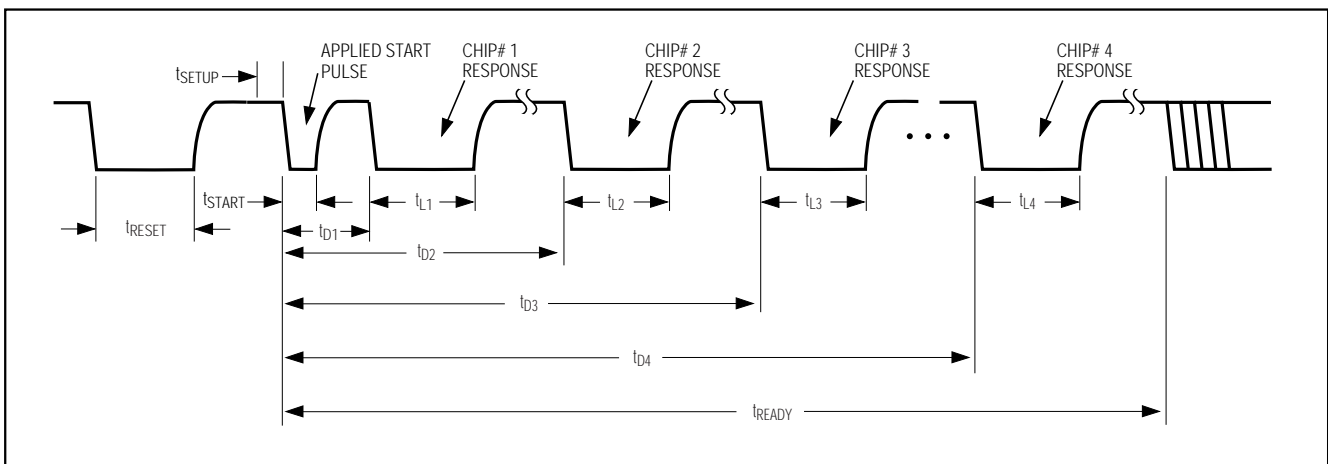 APPLIED START
PULSE
CHIP# 1
RESPONSE
CHIP# 2
RESPONSE
CHIP# 3
RESPONSE
CHIP# 4
RESPONSE
tSETUP
tSTART
tL1
tL2
tL3
tL4
tRESET
tD1
tD2
tD3
tD4
tREADY